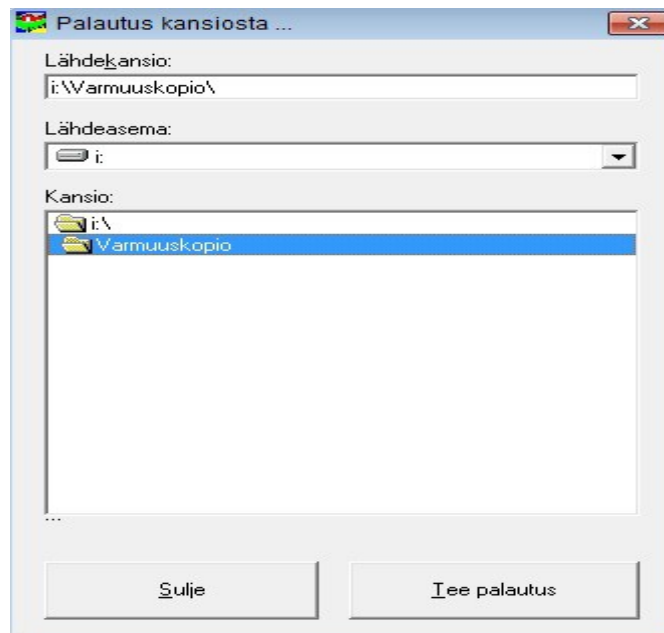 Palautus kansiosta ...
Lähdekansio:
i:\Varmuuskopio\
Lähdeasema:
i:
Kansio:
i:\
Varmuuskopio
...
Sulje
Tee palautus